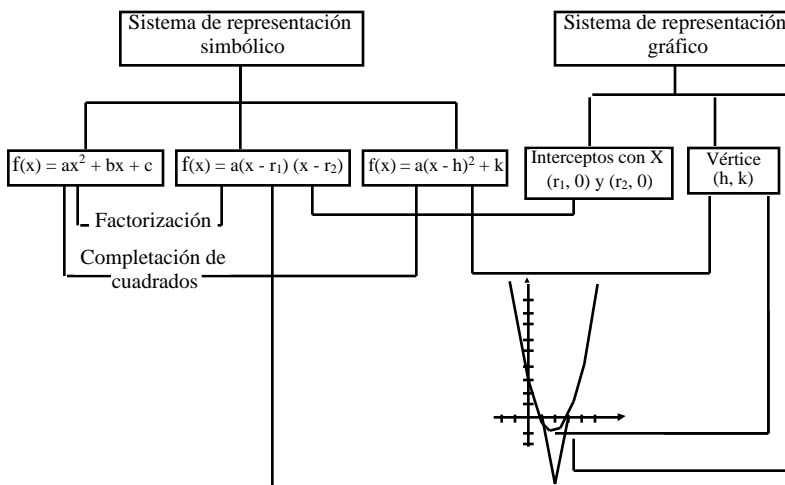 Sistema de representación
simbólico
Sistema de representación
gráfico
f(x) = ax² + bx + c
f(x) = a(x - r₁) (x - r₂)
f(x) = a(x - h)² + k
Interceptos con X
(r₁, 0) y (r₂, 0)
Vértice
(h, k)
Factorización
Completación de
cuadrados